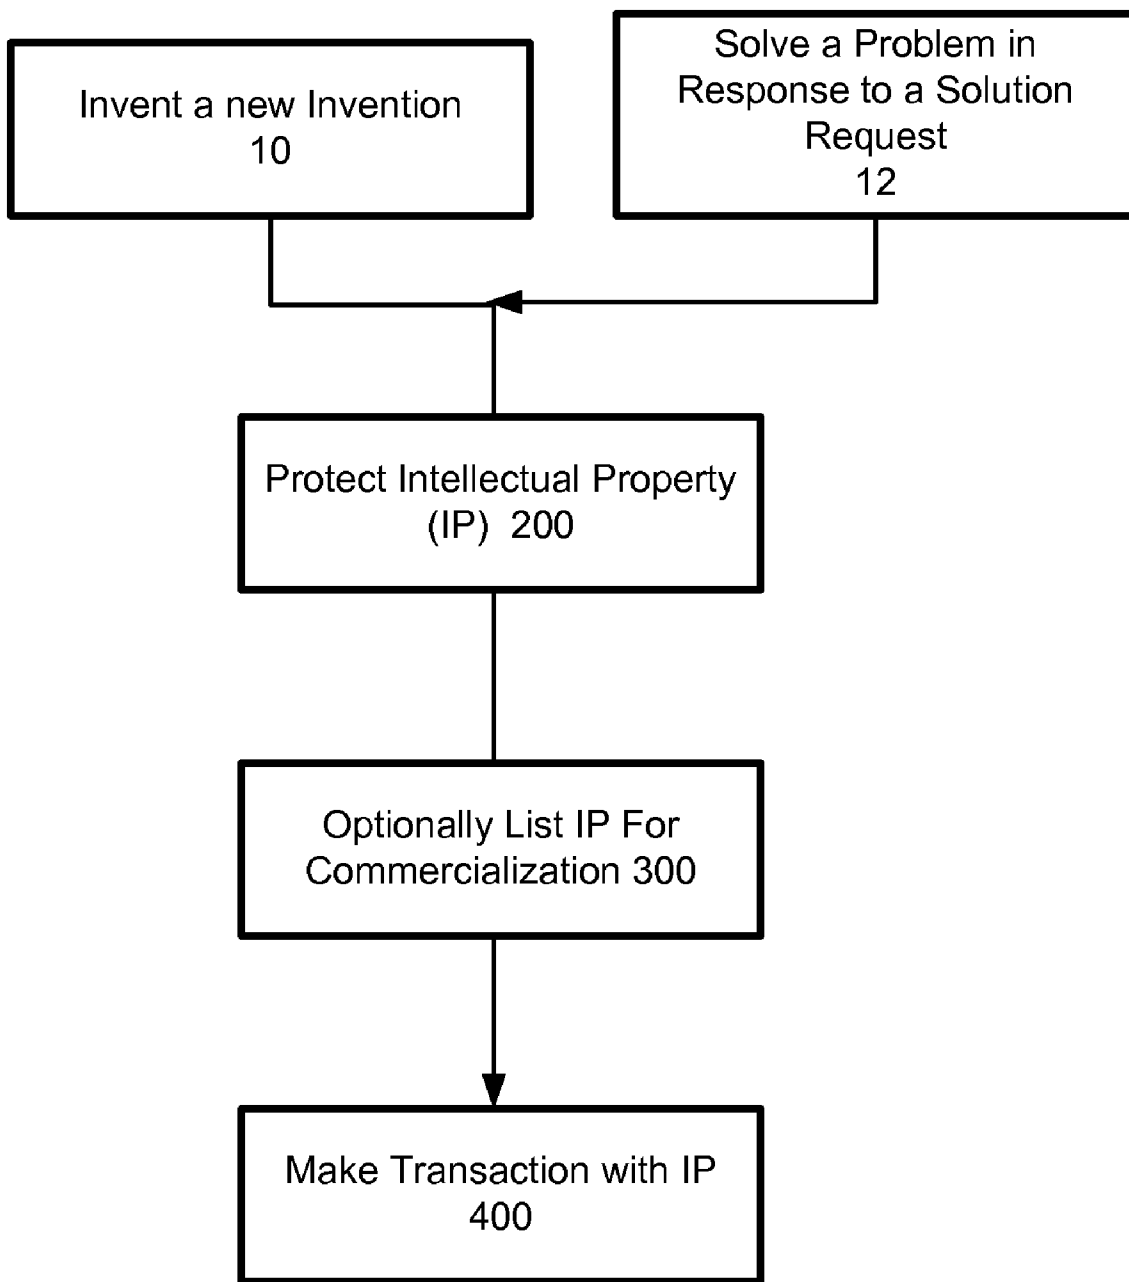 Invent a new Invention
10
Solve a Problem in
Response to a Solution
Request
12
Protect Intellectual Property
(IP)  200
Optionally List IP For
Commercialization 300
Make Transaction with IP
400